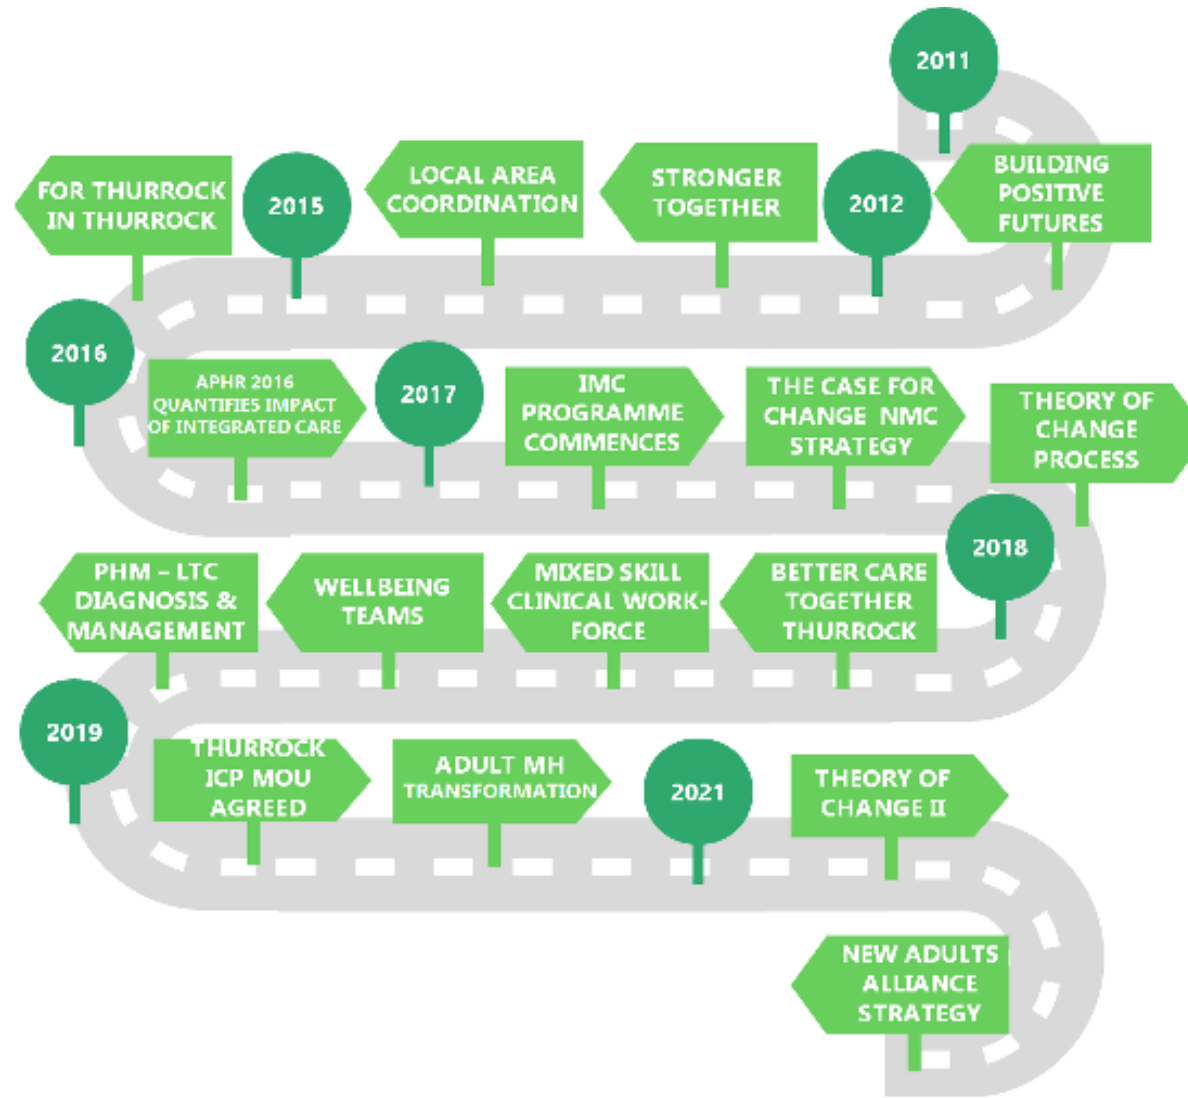 2011
BUILDING
POSITIVE
FUTURES
2012
STRONGER
TOGETHER
LOCAL AREA
COORDINATION
2015
FOR THURROCK
IN THURROCK
2016
APHR 2016
QUANTIFIES IMPACT
OF INTEGRATED CARE
2017
IMC
PROGRAMME
COMMENCES
THE CASE FOR
CHANGE NMC
STRATEGY
THEORY OF
CHANGE
PROCESS
2018
BETTER CARE
TOGETHER
THURROCK
MIXED SKILL
CLINICAL WORK-
FORCE
WELLBEING
TEAMS
PHM – LTC
DIAGNOSIS &
MANAGEMENT
2019
THURROCK
ICP MOU
AGREED
ADULT MH
TRANSFORMATION
2021
THEORY OF
CHANGE II
NEW ADULTS
ALLIANCE
STRATEGY